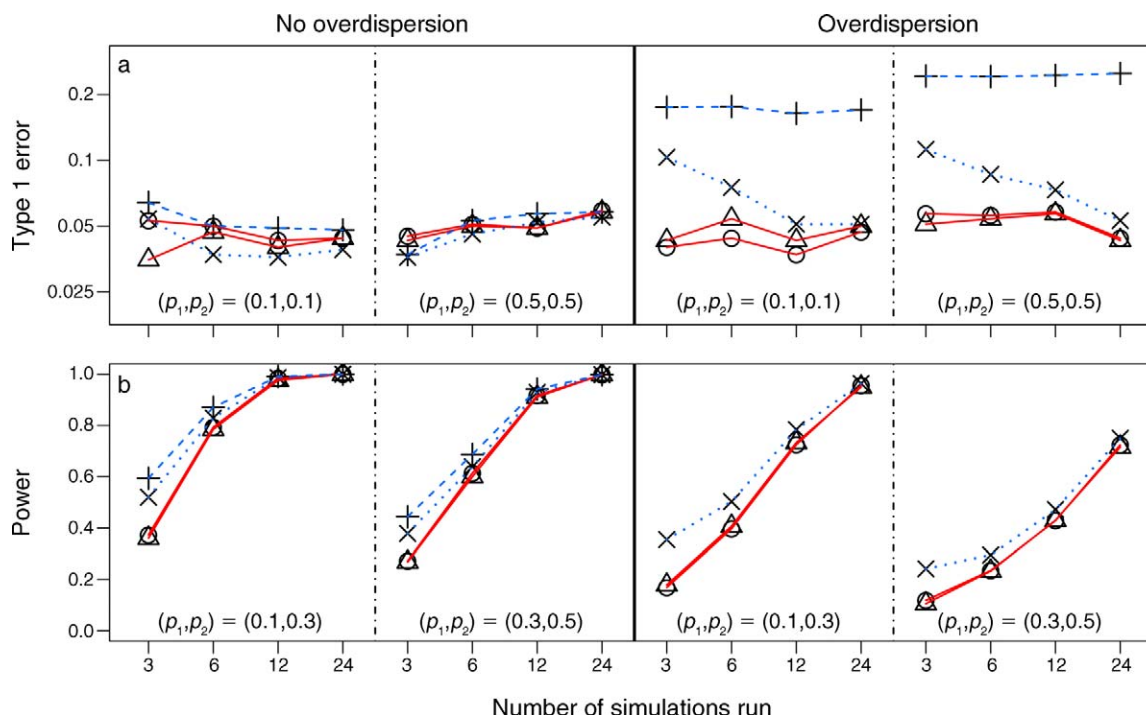 No overdispersion Overdispersion
a
0.2
0.1
0.05
0.025
Type 1 error
(p1,p2) = (0.1,0.1) (p1,p2) = (0.5,0.5) (p1,p2) = (0.1,0.1) (p1,p2) = (0.5,0.5)
b
1.0
0.8
0.6
0.4
0.2
0.0
Power
(p1,p2) = (0.1,0.3) (p1,p2) = (0.3,0.5) (p1,p2) = (0.1,0.3) (p1,p2) = (0.3,0.5)
3 6 12 24 3 6 12 24 3 6 12 24 3 6 12 24
Number of simulations run